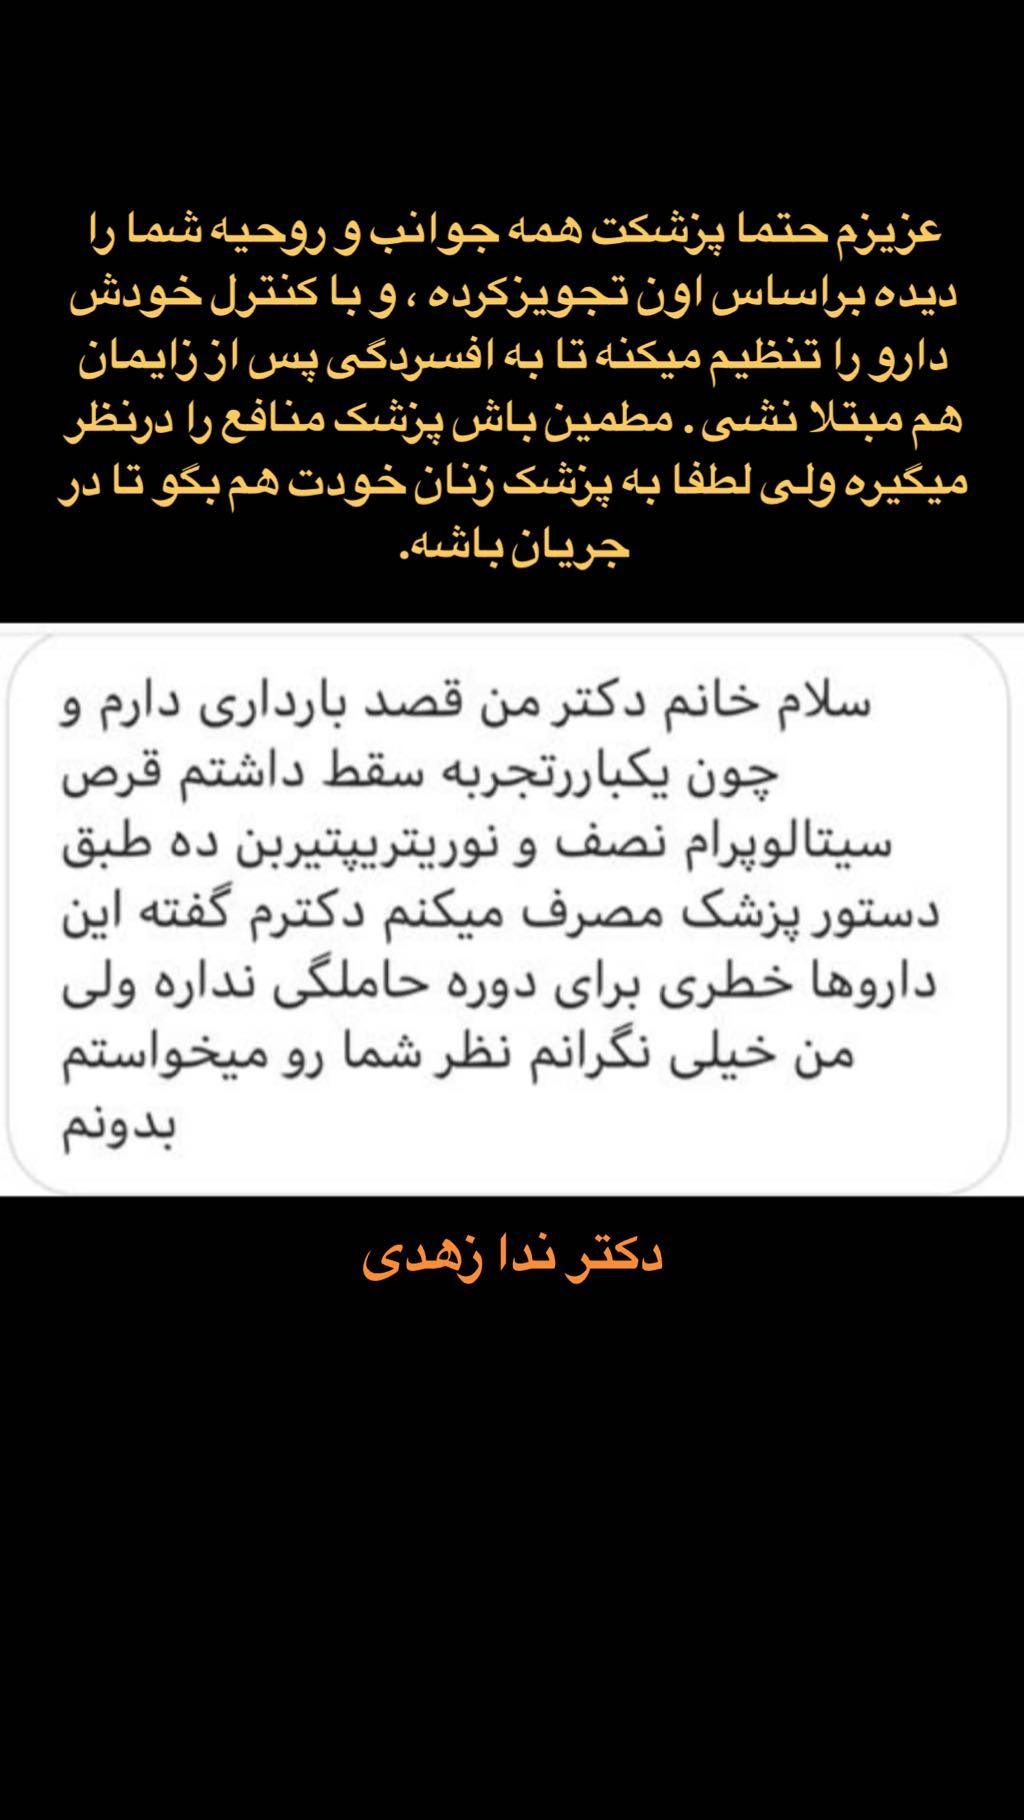 عزیزم حتما پزشکت همه جوانب و روحیه شما را
دیده براساس اون تجویزکرده ، و با کنترل خودش
دارو را تنظیم میکنه تا به افسردگی پس از زایمان
هم مبتلا نشی. مطمین باش پزشک منافع را درنظر
میگیره ولی لطفا به پزشک زنان خودت هم بگو تا در
جریان باشه.
سلام خانم دکتر من قصد بارداری دارم و
چون یکباررتجربه سقط داشتم قرص
سیتالوپرام نصف و نوریتریپتیربن ده طبق
دستور پزشک مصرف میکنم دکترم گفته این
داروها خطری برای دوره حاملگی نداره ولی
من خیلی نگرانم نظر شما رو میخواستم
بدونم
دکتر ندا زهدی